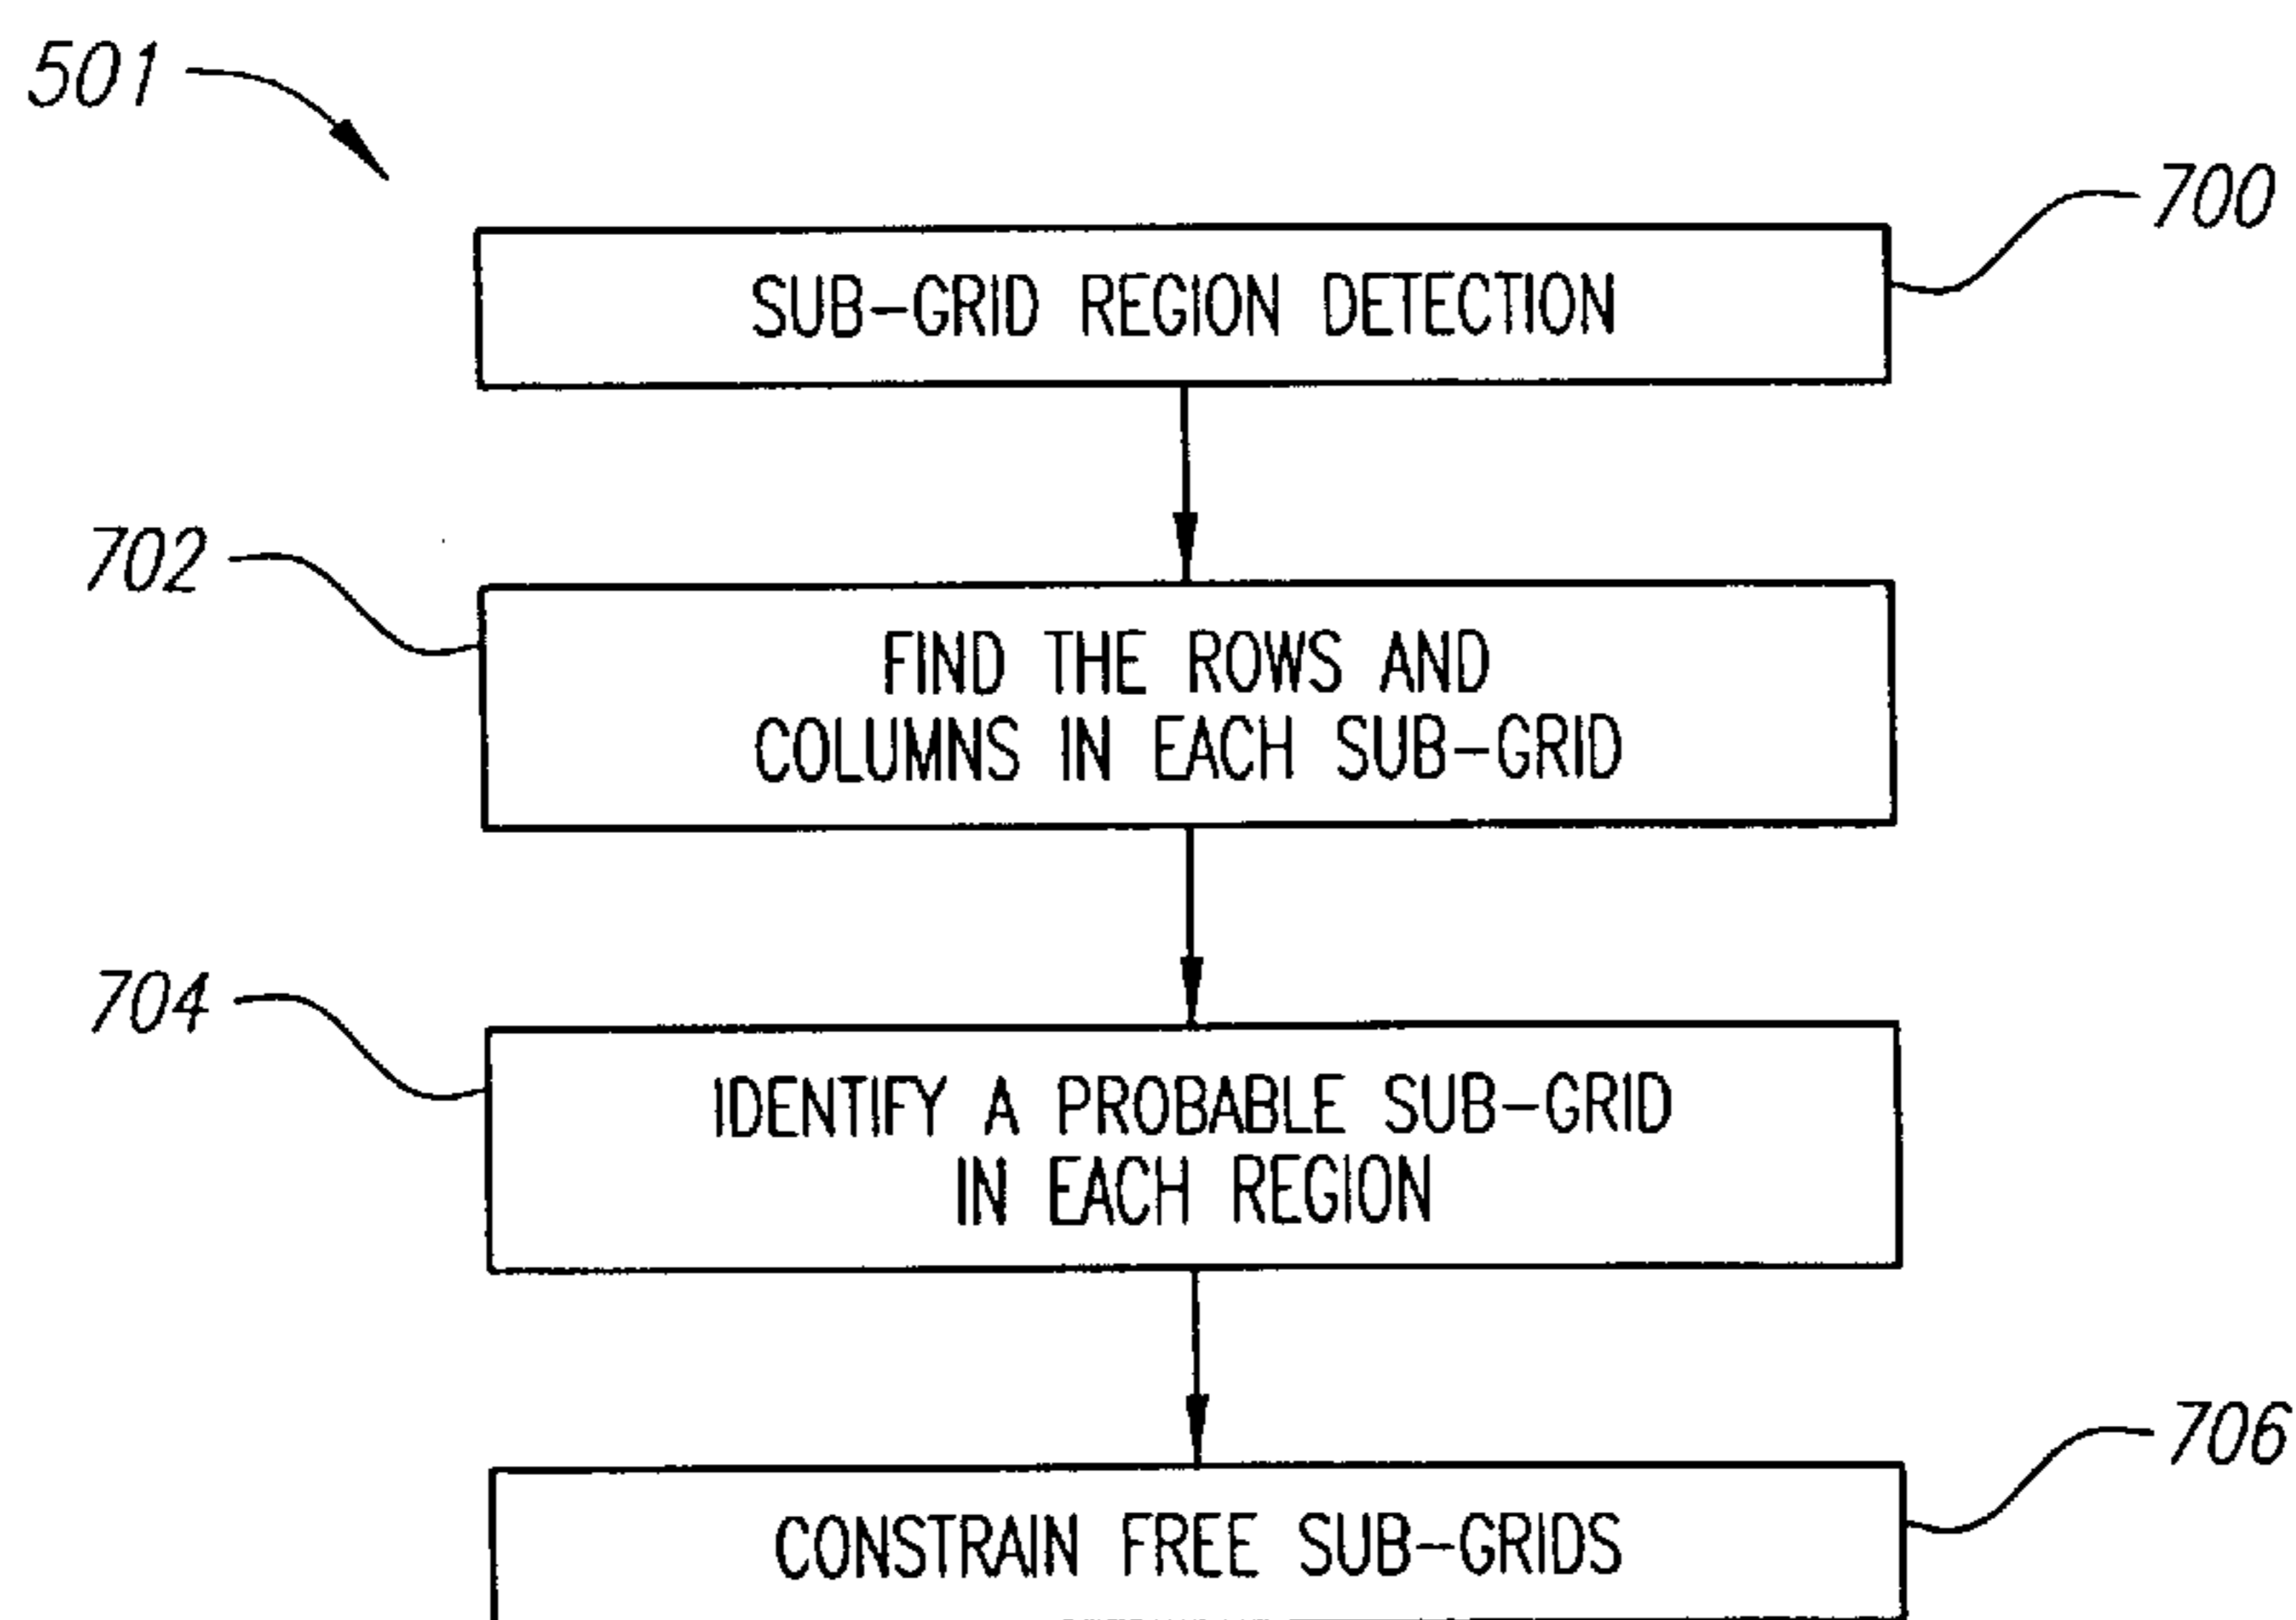 501
700
SUB-GRID REGION DETECTION
702
FIND THE ROWS AND
COLUMNS IN EACH SUB-GRID
704
IDENTIFY A PROBABLE SUB-GRID
IN EACH REGION
706
CONSTRAIN FREE SUB-GRIDS